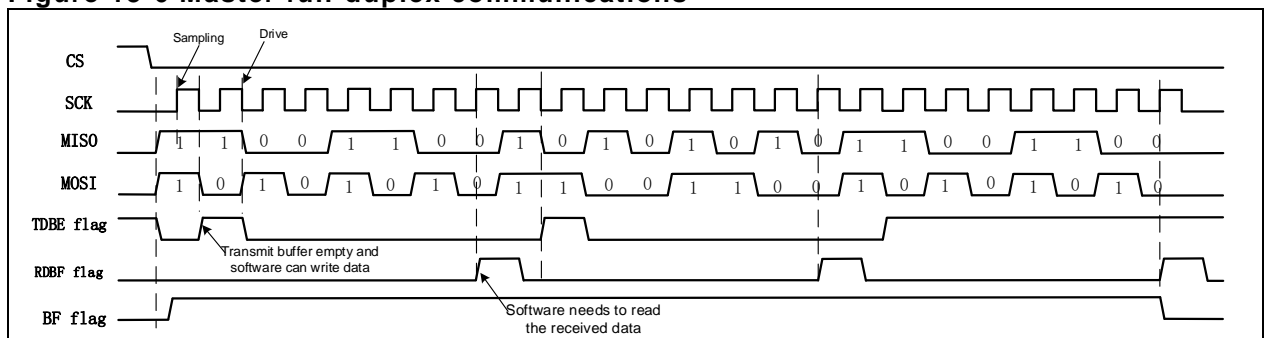 Figure Master full-duplex communications
Sampling
Drive
CS
SCK
MISO 1 1 0 0 1 1 0 0 1 0 1 0 1 0 1 0 1 1 0 0 1 1 0 0
MOSI 1 0 1 0 1 0 1 0 1 1 0 0 1 1 0 0 1 0 1 0 1 0 1 0
TDBE flag
Transmit buffer empty and
software can write data
RDBF flag
Software needs to read
the received data
BF flag